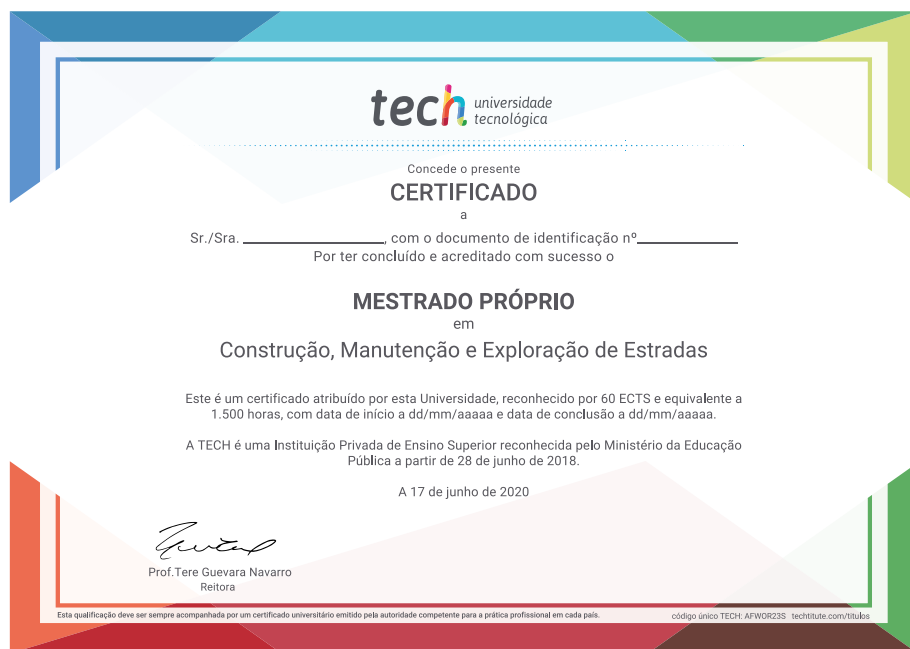 tech universidade
tecnológica
Concede o presente
CERTIFICADO
a
Sr./Sra. ________________, com o documento de identificação nº____________
Por ter concluído e acreditado com sucesso o
MESTRADO PRÓPRIO
em
Construção, Manutenção e Exploração de Estradas
Este é um certificado atribuído por esta Universidade, reconhecido por 60 ECTS e equivalente a
1.500 horas, com data de início a dd/mm/aaaaa e data de conclusão a dd/mm/aaaaa.
A TECH é uma Instituição Privada de Ensino Superior reconhecida pelo Ministério da Educação
Pública a partir de 28 de junho de 2018.
A 17 de junho de 2020
Prof.Tere Guevara Navarro
Reitora
Esta qualificação deve ser sempre acompanhada por um certificado universitário emitido pela autoridade competente para a prática profissional em cada país.
código único TECH: AFWOR23S techtitute.com/titulos